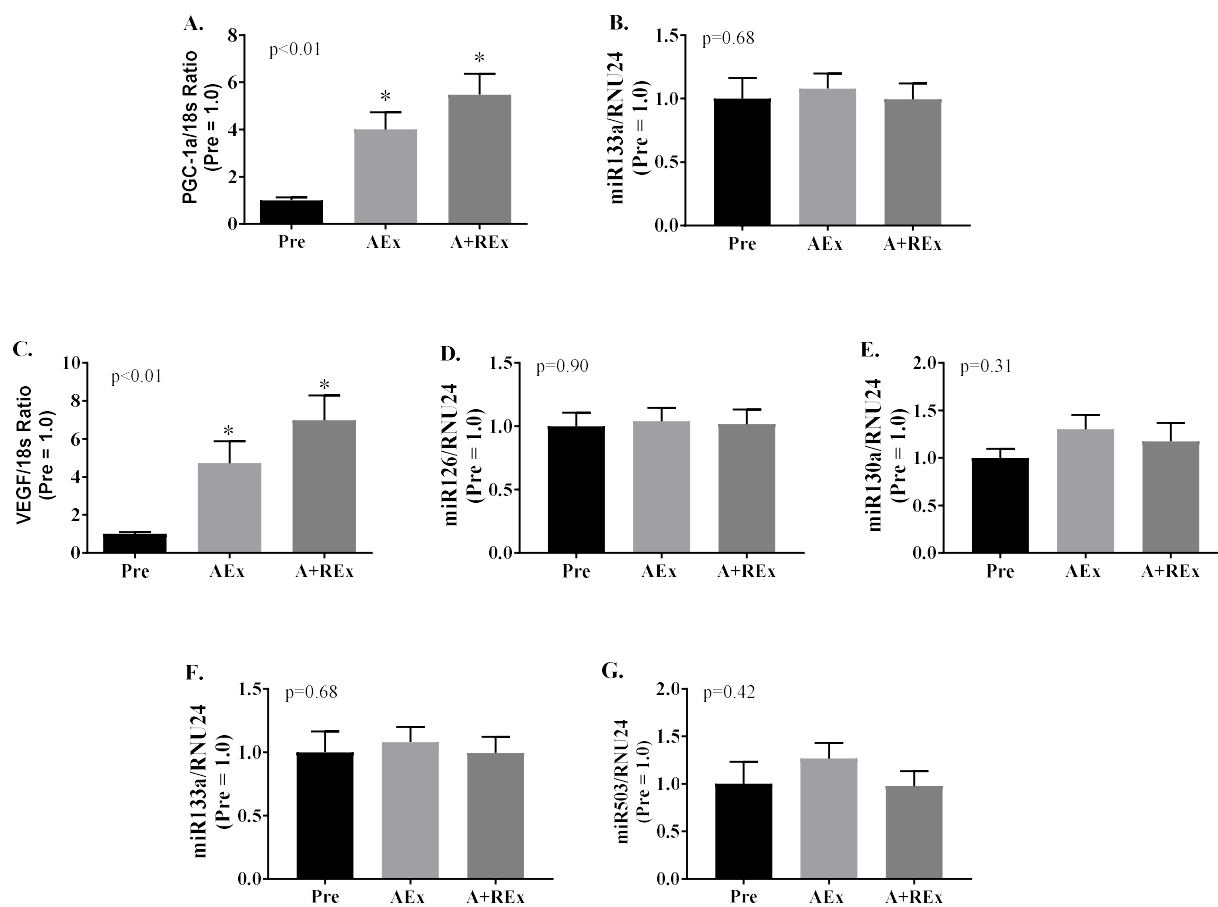 A.
PGC-1a/18s Ratio
(Pre = 1.0)
8
6
4
2
0
p<0.01
*
*
Pre AEx A+REx
B.
miR133a/RNU24
(Pre = 1.0)
1.5
1.0
0.5
0.0
p=0.68
Pre AEx A+REx
C.
VEGF/18s Ratio
(Pre = 1.0)
10
8
6
4
2
0
p<0.01
*
*
Pre AEx A+REx
D.
miR126/RNU24
(Pre = 1.0)
1.5
1.0
0.5
0.0
p=0.90
Pre AEx A+REx
E.
miR130a/RNU24
(Pre = 1.0)
2.0
1.5
1.0
0.5
0.0
p=0.31
Pre AEx A+REx
F.
miR133a/RNU24
(Pre = 1.0)
1.5
1.0
0.5
0.0
p=0.68
Pre AEx A+REx
G.
miR503/RNU24
(Pre = 1.0)
2.0
1.5
1.0
0.5
0.0
p=0.42
Pre AEx A+REx